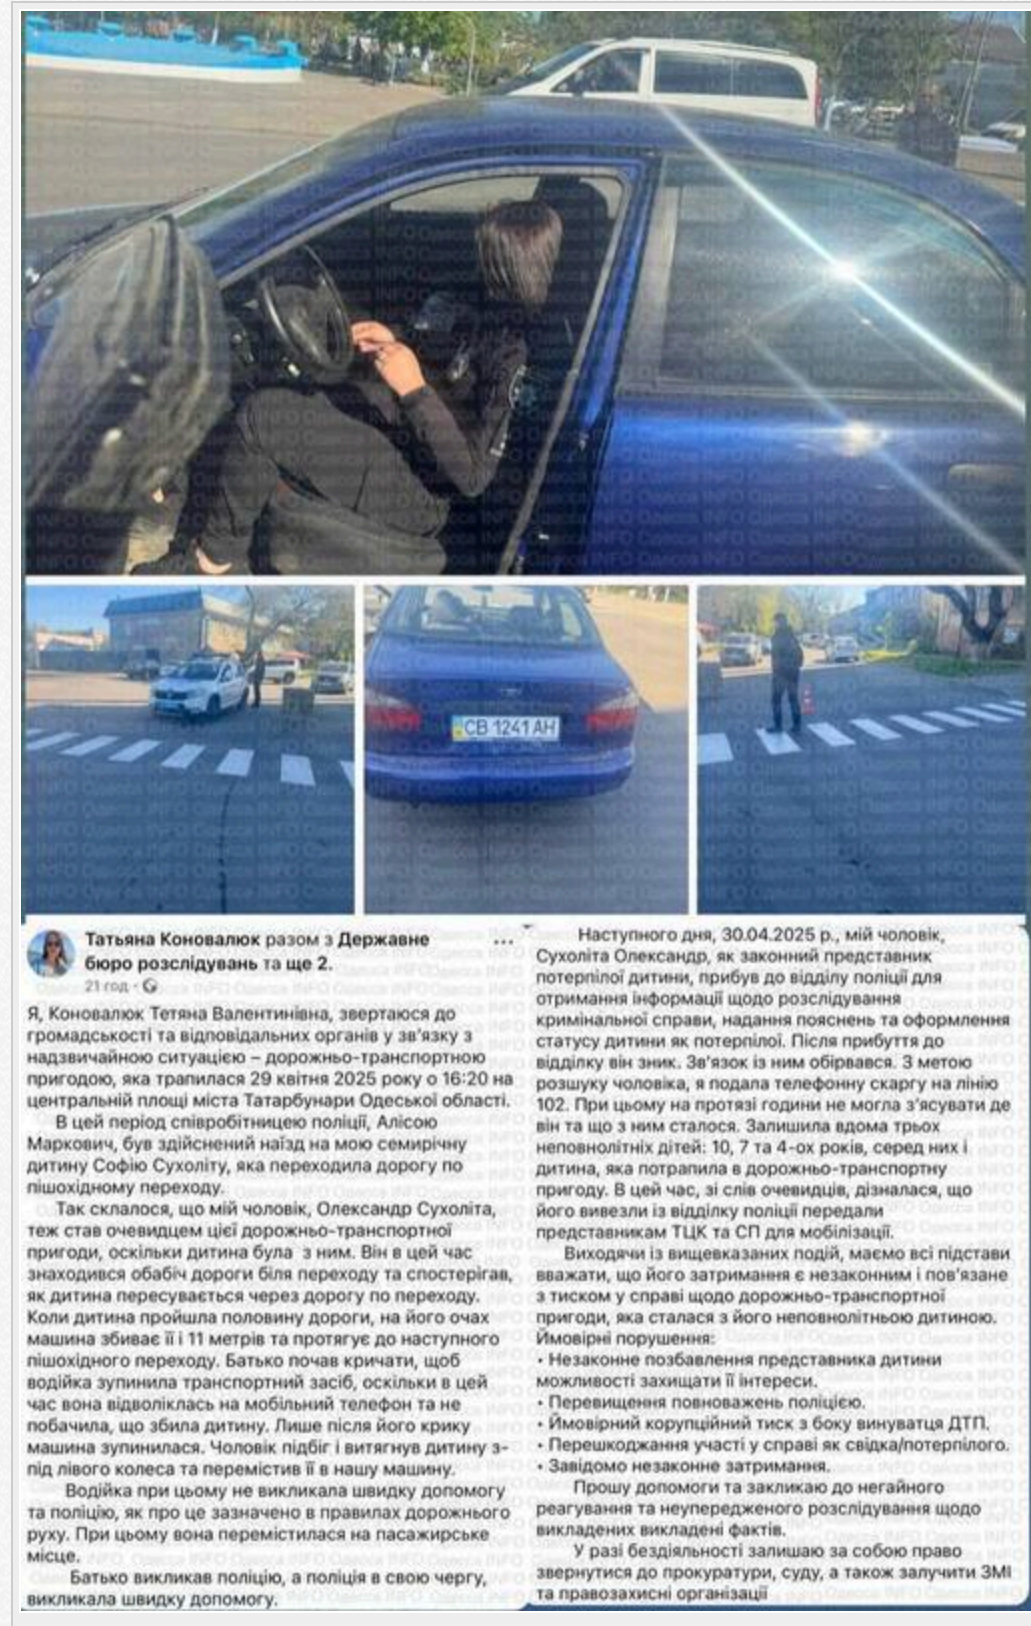 СВ 1241 АН
Татьяна Коновалюк разом з Державне
бюро розслідувань та ще 2.
21 год ·
Я, Коновалюк Тетяна Валентинівна, звертаюся до
громадськості та відповідальних органів у зв'язку з
надзвичайною ситуацією – дорожньо-транспортною
пригодою, яка трапилася 29 квітня 2025 року о 16:20 на
центральній площі міста Татарбунари Одеської області.
В цей період співробітницею поліції, Алісою
Маркович, був здійснений наїзд на мою семирічну
дитину Софію Сухоліту, яка переходила дорогу по
пішохідному переходу.
Так склалося, що мій чоловік, Олександр Сухоліта,
теж став очевидцем цієї дорожньо-транспортної
пригоди, оскільки дитина була з ним. Він в цей час
знаходився обабіч дороги біля переходу та спостерігав,
як дитина пересувається через дорогу по переходу.
Коли дитина пройшла половину дороги, на його очах
машина збиває її і 11 метрів та протягує до наступного
пішохідного переходу. Батько почав кричати, щоб
водійка зупинила транспортний засіб, оскільки в цей
час вона відволіклась на мобільний телефон та не
побачила, що збила дитину. Лише після його крику
машина зупинилася. Чоловік підбіг і витягнув дитину з-
під лівого колеса та перемістив її в нашу машину.
Водійка при цьому не викликала швидку допомогу
та поліцію, як про це зазначено в правилах дорожнього
руху. При цьому вона перемістилася на пасажирське
місце.
Батько викликав поліцію, а поліція в свою чергу,
викликала швидку допомогу.
Наступного дня, 30.04.2025 р., мій чоловік,
Сухоліта Олександр, як законний представник
потерпілої дитини, прибув до відділу поліції для
отримання інформації щодо розслідування
кримінальної справи, надання пояснень та оформлення
статусу дитини як потерпілої. Після прибуття до
відділку він зник. Зв'язок із ним обірвався. З метою
розшуку чоловіка, я подала телефонну скаргу на лінію
102. При цьому на протязі години не могла з'ясувати де
він та що з ним сталося. Залишила вдома трьох
неповнолітніх дітей: 10, 7 та 4-ох років, серед них і
дитина, яка потрапила в дорожньо-транспортну
пригоду. В цей час, зі слів очевидців, дізналася, що
його вивезли із відділку поліції передали
представникам ТЦК та СП для мобілізації.
Виходячи із вищевказаних подій, маємо всі підстави
вважати, що його затримання є незаконним і пов'язане
з тиском у справі щодо дорожньо-транспортної
пригоди, яка сталася з його неповнолітньою дитиною.
Ймовірні порушення:
• Незаконне позбавлення представника дитини
можливості захищати її інтереси.
• Перевищення повноважень поліцією.
• Ймовірний корупційний тиск з боку винуватця ДТП.
• Перешкоджання участі у справі як свідка/потерпілого.
• Завідомо незаконне затримання.
Прошу допомоги та закликаю до негайного
реагування та неупередженого розслідування щодо
викладених викладені фактів.
У разі бездіяльності залишаю за собою право
звернутися до прокуратури, суду, а також залучити ЗМІ
та правозахисні організації